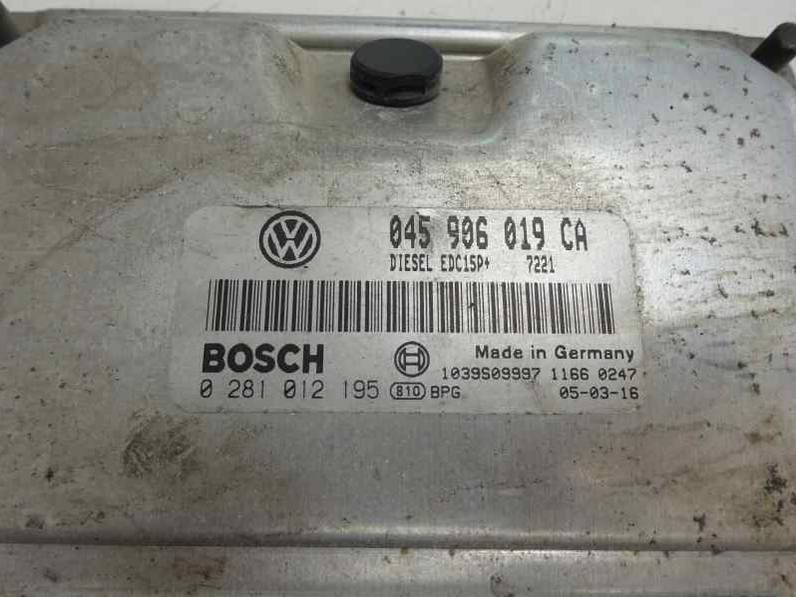 045 906 019 CA
DIESEL EDC15P+ 7221
BOSCH Made in Germany
1039S09997 1166 0247
0 281 012 195 810 BPG 05-03-16